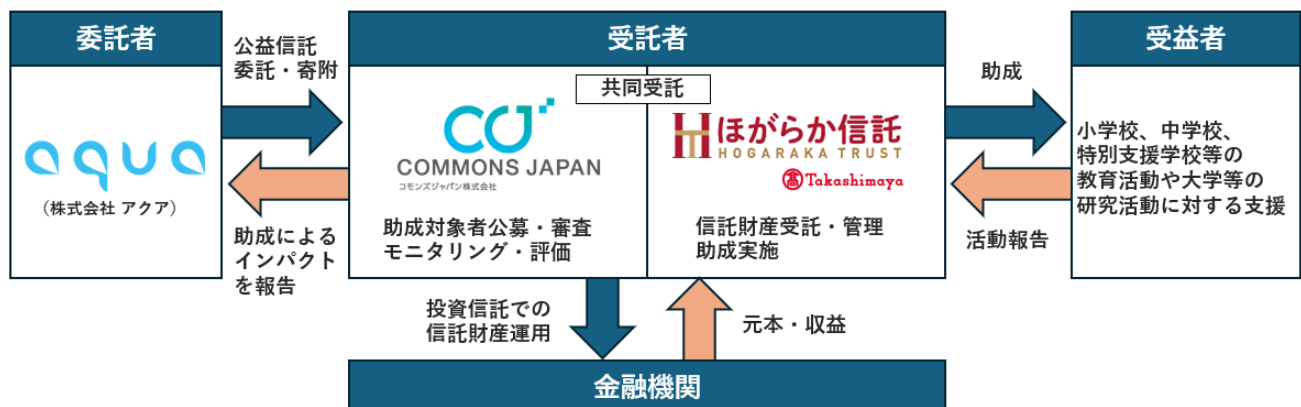 委託者
公益信託
委託・寄附
受託者
受益者
共同受託
助成
aqua
(株式会社 アクア)
COMMONS JAPAN
コモンズジャパン株式会社
ほがらか信託
HOGARAKA TRUST
髙 Takashimaya
小学校、中学校、
特別支援学校等の
教育活動や大学等の
研究活動に対する支援
助成による
インパクト
を報告
助成対象者公募・審査
モニタリング・評価
信託財産受託・管理
助成実施
活動報告
投資信託での
信託財産運用
元本・収益
金融機関